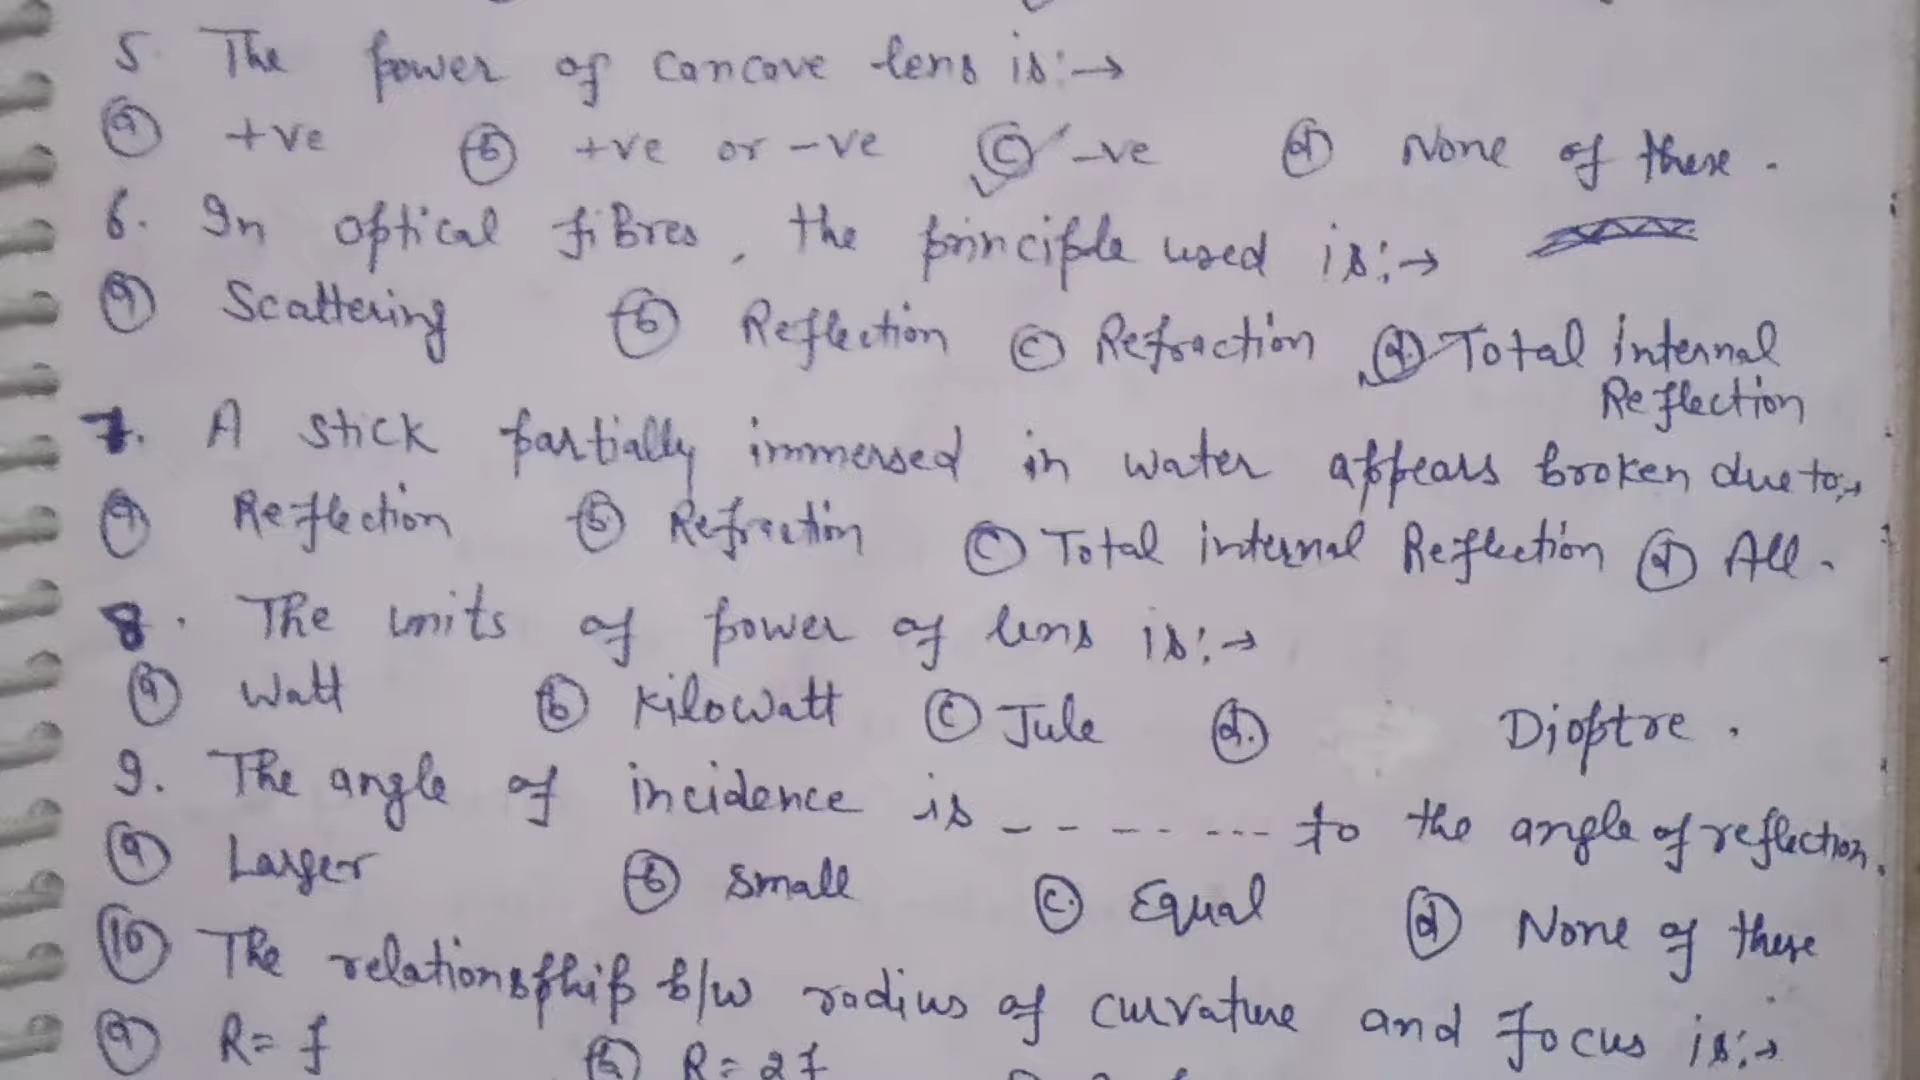 5. The power of concave lens is:→
(a) +ve (b) +ve or -ve (c) -ve (d) None of these.
6. In optical fibres, the principle used is:→
(a) Scattering (b) Reflection (c) Refraction (d) Total internal
Reflection
7. A stick partially immersed in water appears broken due to:→
(a) Reflection (b) Refrection (c) Total internal Reflection (d) All.
8. The units of power of lens is:→
(a) Watt (b) Kilowatt (c) Jule (d) Dioptre.
9. The angle of incidence is -------- to the angle of reflection.
(a) Larger (b) small (c) Equal (d) None of these
(10) The relationsphip b/w radius of curvature and focus is:→
(a) R= f (b) R= 2f